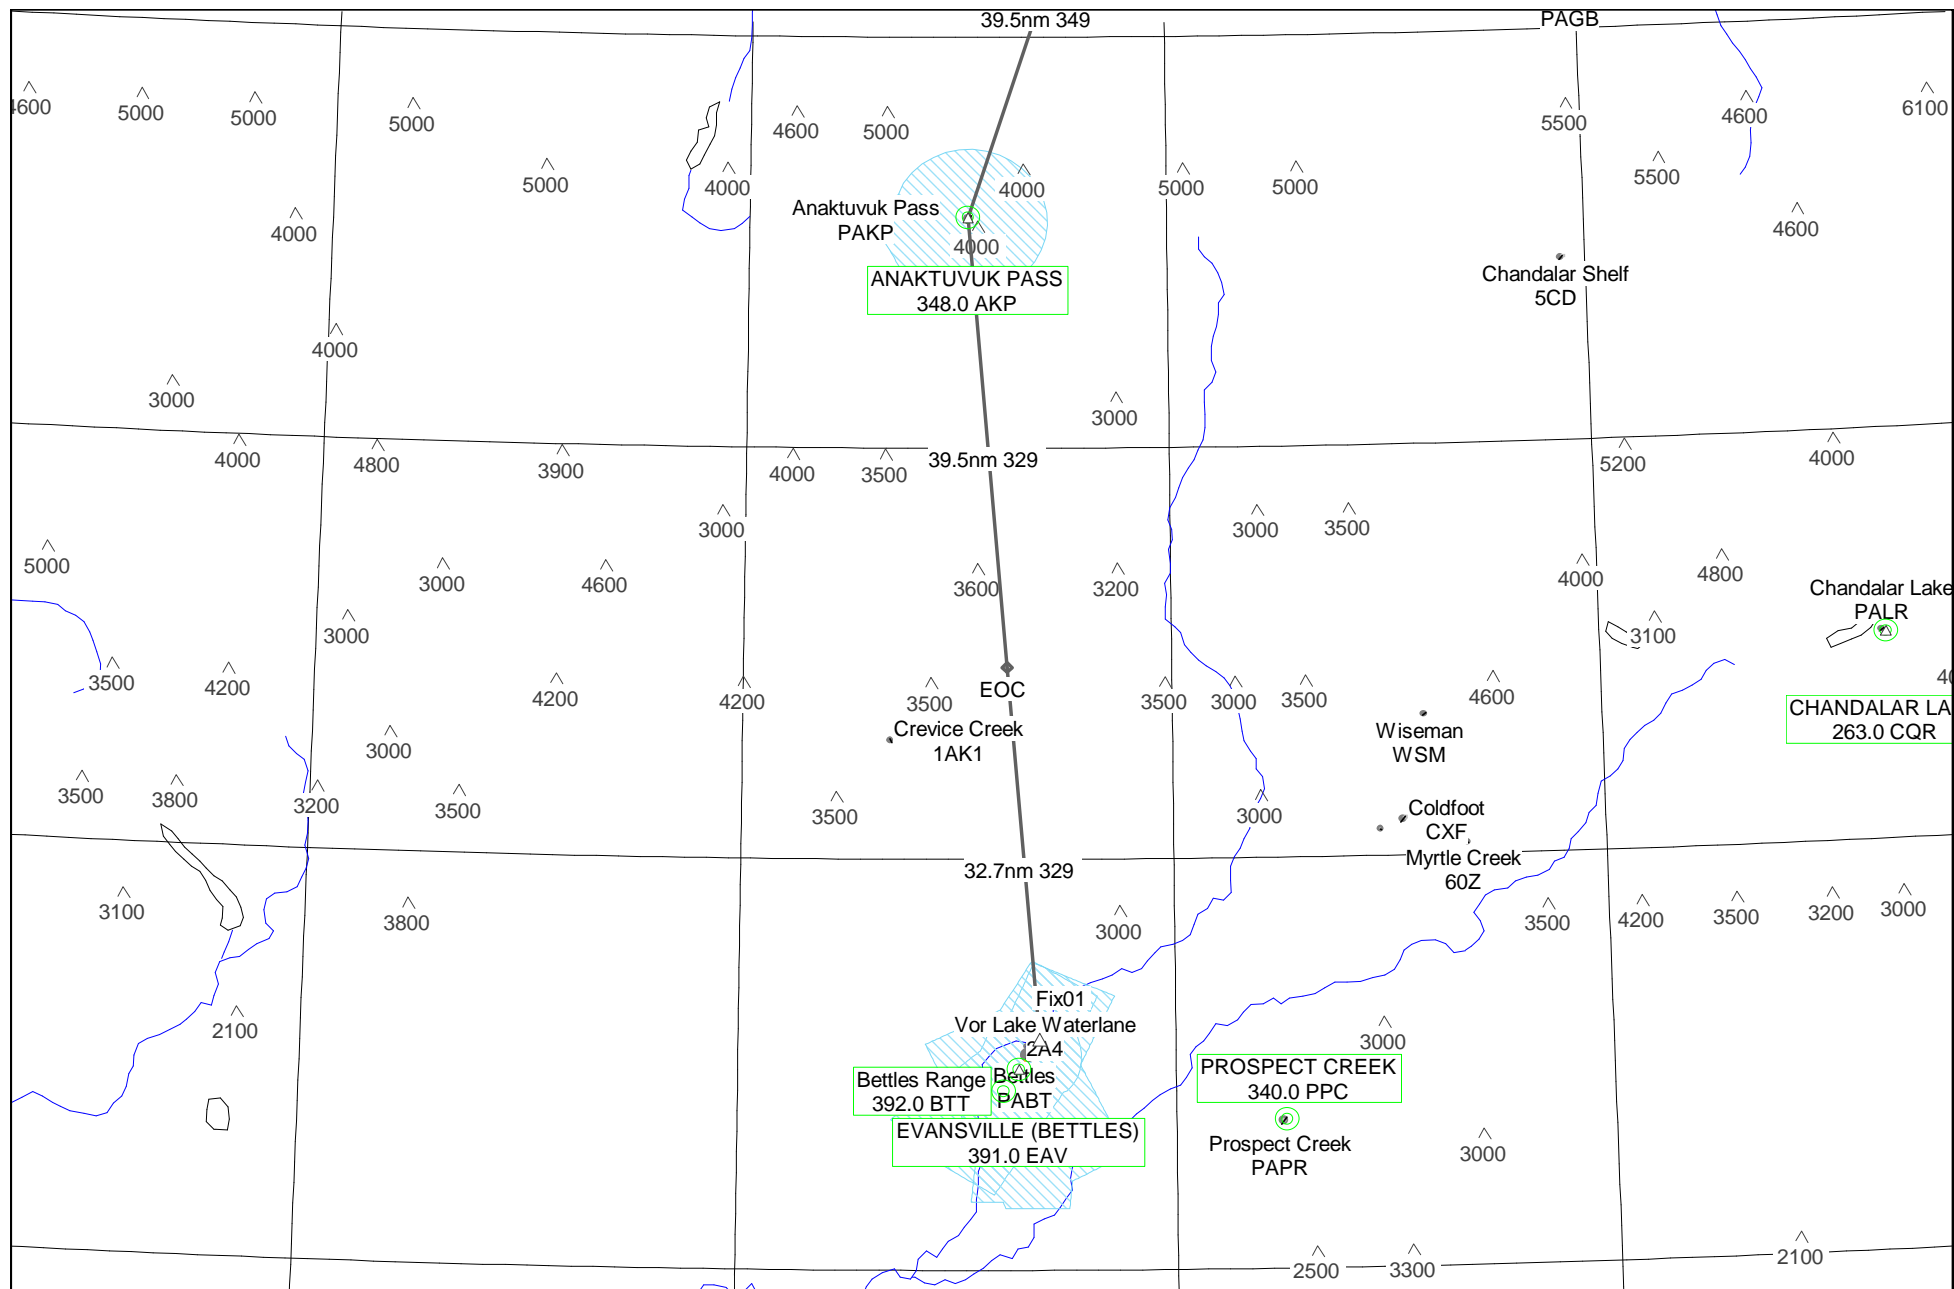 39.5nm 349
PAGB
4600
5000
5000
5000
4600
5000
5500
4600
6100
5000
4000
4000
5000
5000
5500
4000
Anaktuvuk Pass
PAKP
4000
4600
ANAKTUVUK PASS
348.0 AKP
Chandalar Shelf
5CD
4000
3000
3000
4000
4800
3900
39.5nm 329
4000
3500
5200
4000
3000
3000
3500
5000
3000
4600
3600
3200
4000
4800
Chandalar Lake
PALR
3000
3100
3500
4200
4200
4200
3500
EOC
3500
3000
3500
4600
40
CHANDALAR LA
263.0 CQR
3000
Crevice Creek
1AK1
Wiseman
WSM
3500
3800
3200
3500
3500
3000
Coldfoot
CXF
Myrtle Creek
60Z
32.7nm 329
3100
3800
3000
3500
4200
3500
3200
3000
2100
Fix01
Vor Lake Waterlane
2A4
3000
Bettles Range
392.0 BTT
Bettles
PABT
PROSPECT CREEK
340.0 PPC
EVANSVILLE (BETTLES)
391.0 EAV
Prospect Creek
PAPR
3000
2500
3300
2100